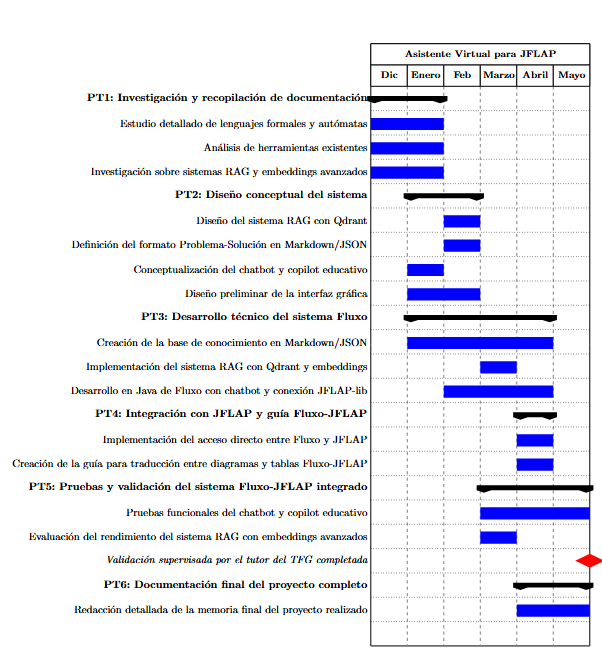 Asistente Virtual para JFLAP
Dic Enero Feb Marzo Abril Mayo
PT1: Investigación y recopilación de documentación
Estudio detallado de lenguajes formales y autómatas
Análisis de herramientas existentes
Investigación sobre sistemas RAG y embeddings avanzados
PT2: Diseño conceptual del sistema
Diseño del sistema RAG con Qdrant
Definición del formato Problema-Solución en Markdown/JSON
Conceptualización del chatbot y copilot educativo
Diseño preliminar de la interfaz gráfica
PT3: Desarrollo técnico del sistema Fluxo
Creación de la base de conocimiento en Markdown/JSON
Implementación del sistema RAG con Qdrant y embeddings
Desarrollo en Java de Fluxo con chatbot y conexión JFLAP-lib
PT4: Integración con JFLAP y guía Fluxo-JFLAP
Implementación del acceso directo entre Fluxo y JFLAP
Creación de la guía para traducción entre diagramas y tablas Fluxo-JFLAP
PT5: Pruebas y validación del sistema Fluxo-JFLAP integrado
Pruebas funcionales del chatbot y copilot educativo
Evaluación del rendimiento del sistema RAG con embeddings avanzados
Validación supervisada por el tutor del TFG completada
PT6: Documentación final del proyecto completo
Redacción detallada de la memoria final del proyecto realizado